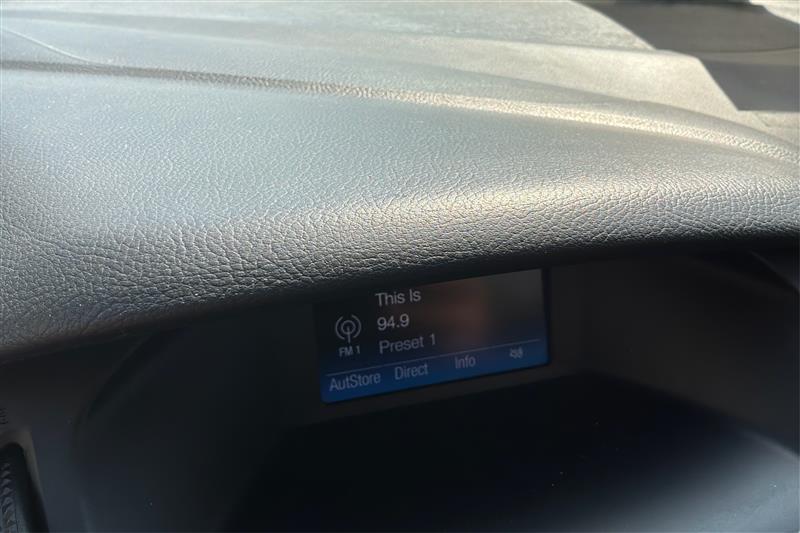 This Is
94.9
FM 1
Preset 1
AutStore Direct Info